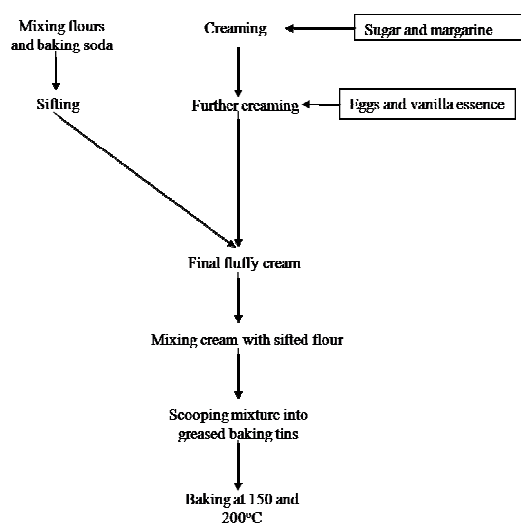 Mixing flours
and baking soda
Creaming
Sugar and margarine
Sifting
Further creaming
Eggs and vanilla essence
Final fluffy cream
Mixing cream with sifted flour
Scooping mixture into
greased baking tins
Baking at 150 and
200°C